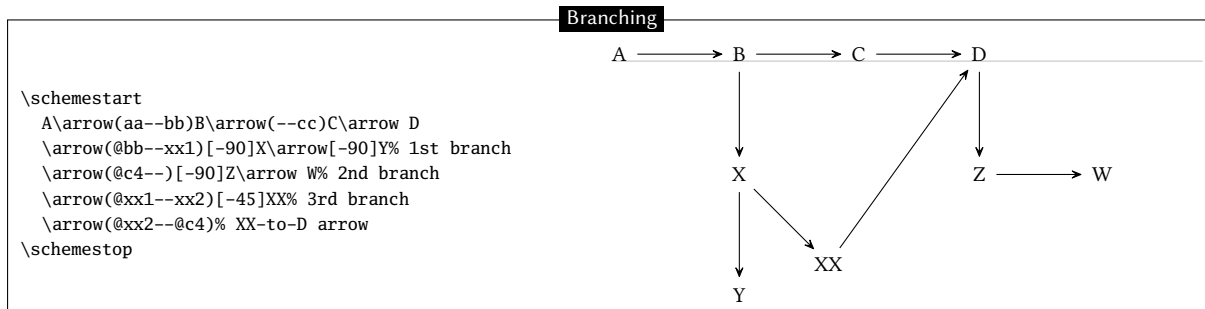 Branching
\schemestart
A\arrow(aa--bb)B\arrow(--cc)C\arrow D
\arrow(@bb--xx1)[-90]X\arrow[-90]Y% 1st branch
\arrow(@c4--)[-90]Z\arrow W% 2nd branch
\arrow(@xx1--xx2)[-45]XX% 3rd branch
\arrow(@xx2--@c4)% XX-to-D arrow
\schemestop
A B C D
X Z W
XX
Y